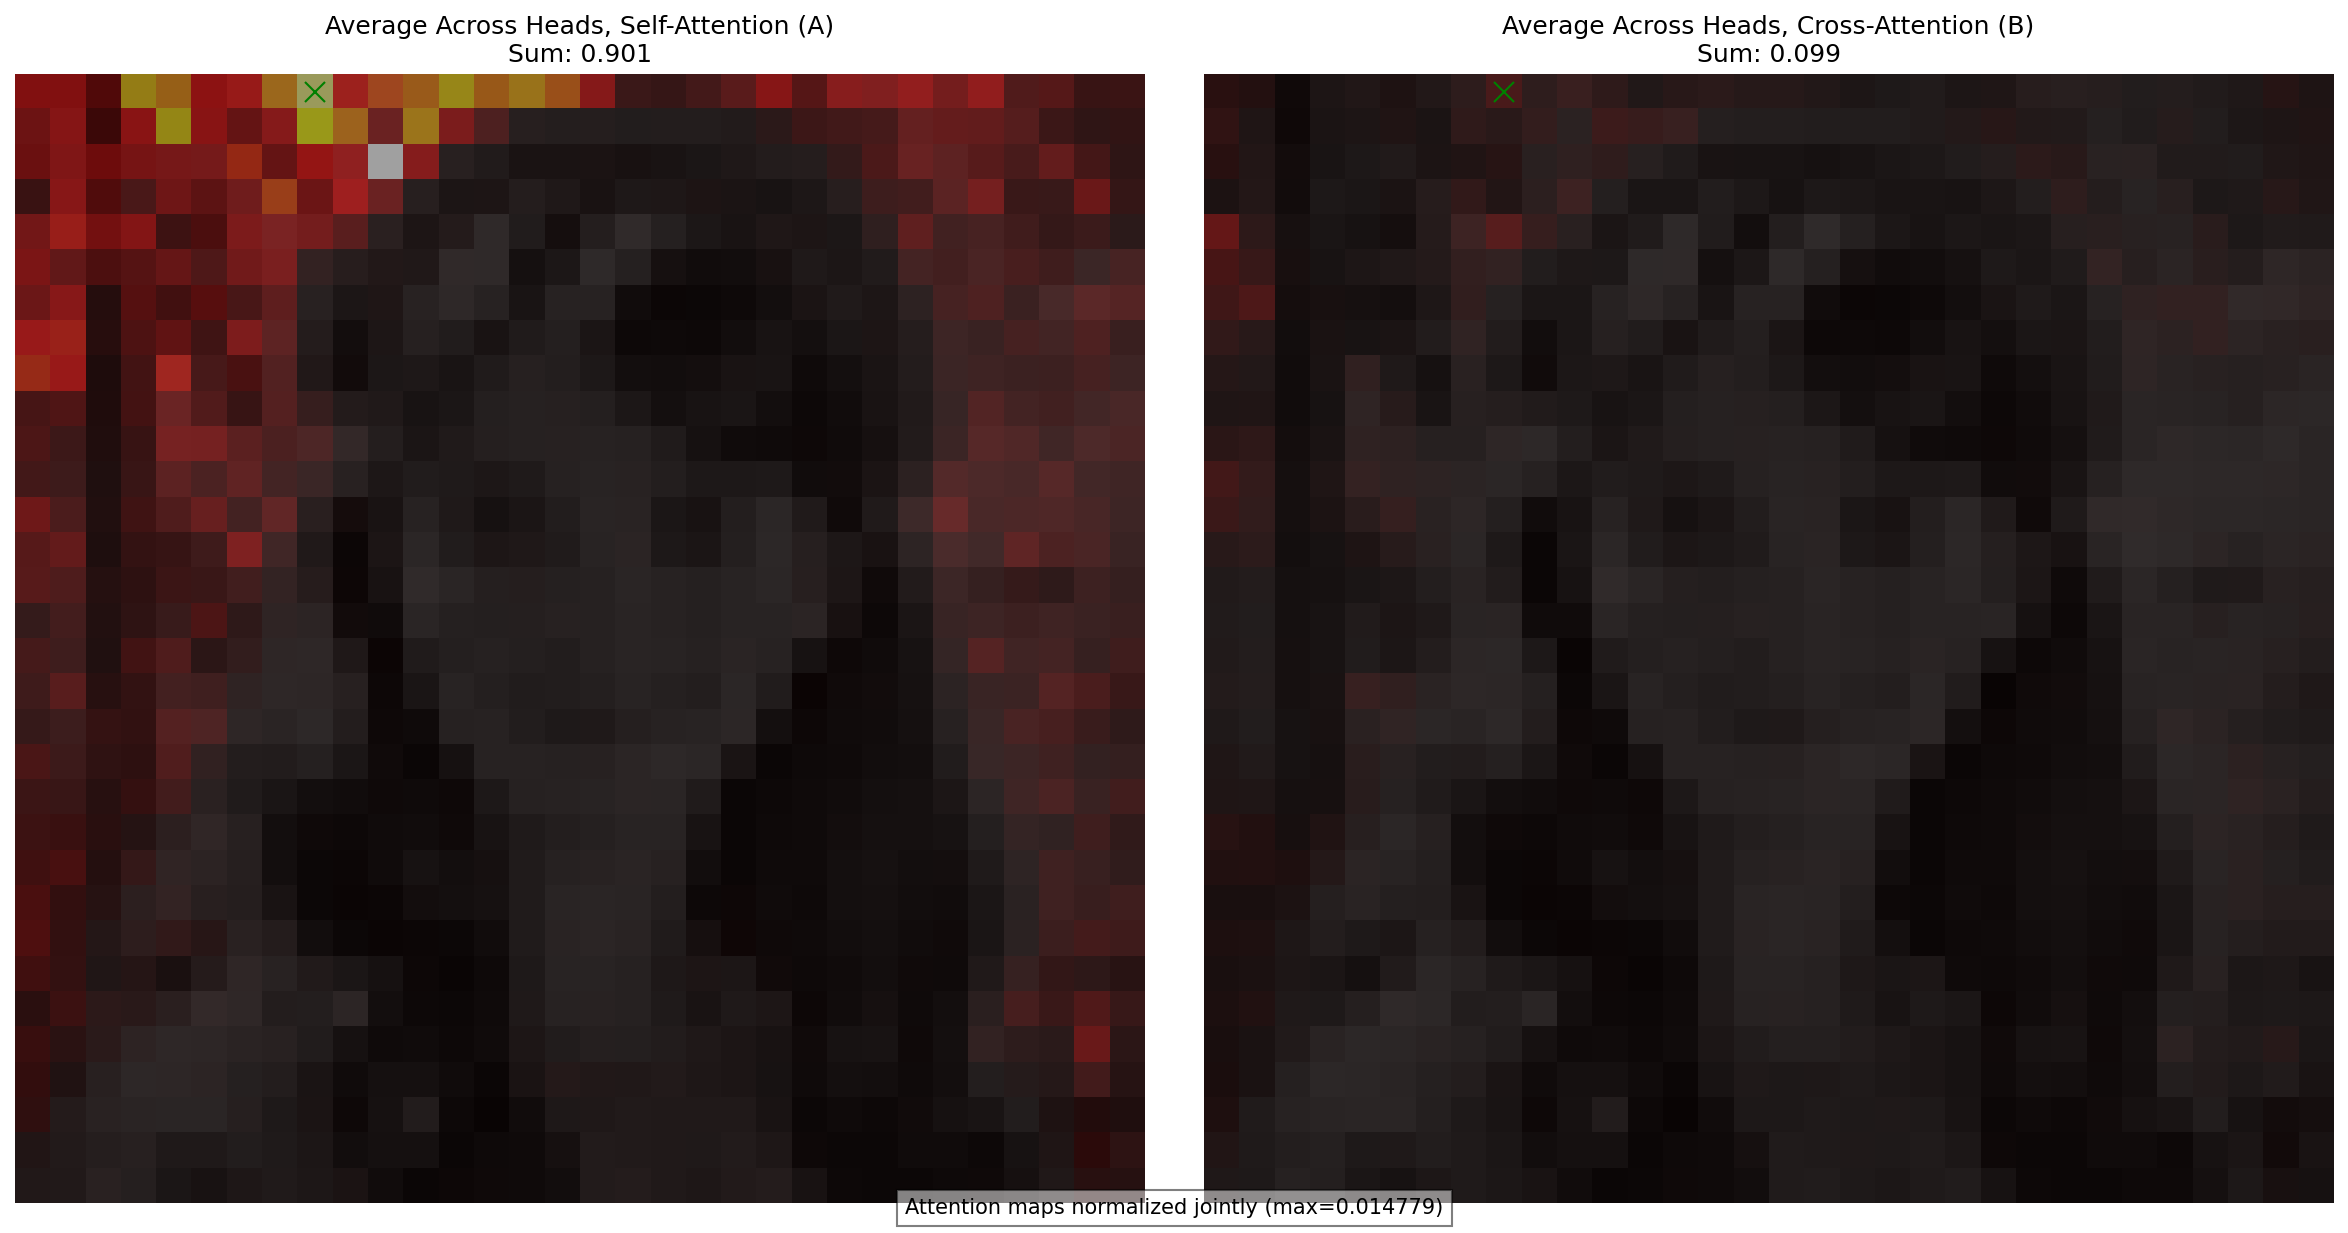 Average Across Heads, Self-Attention (A)
Sum: 0.901
Average Across Heads, Cross-Attention (B)
Sum: 0.099
Attention maps normalized jointly (max=0.014779)